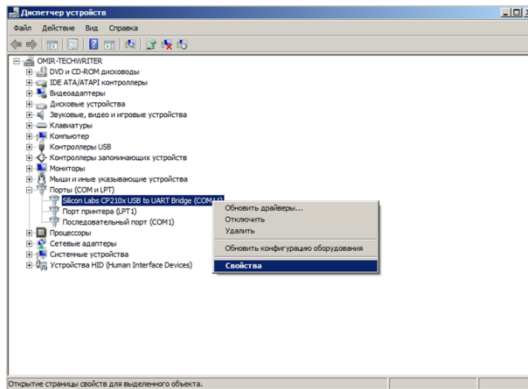 Диспетчер устройств
Файл Действие Вид Справка
OMIR-TECHWRITER
DVD и CD-ROM дисководы
IDE ATA/ATAPI контроллеры
Видеоадаптеры
Дисковые устройства
Звуковые, видео и игровые устройства
Клавиатуры
Компьютер
Контроллеры USB
Контроллеры запоминающих устройств
Мониторы
Мыши и иные указывающие устройства
Порты (COM и LPT)
Silicon Labs CP210x USB to UART Bridge
Порт принтера (LPT1)
Последовательный порт (COM1)
Процессоры
Сетевые адаптеры
Системные устройства
Устройства HID (Human Interface Devices)
Обновить драйверы...
Отключить
Удалить
Обновить конфигурацию оборудования
Свойства
Открытие страницы свойств для выделенного объекта.